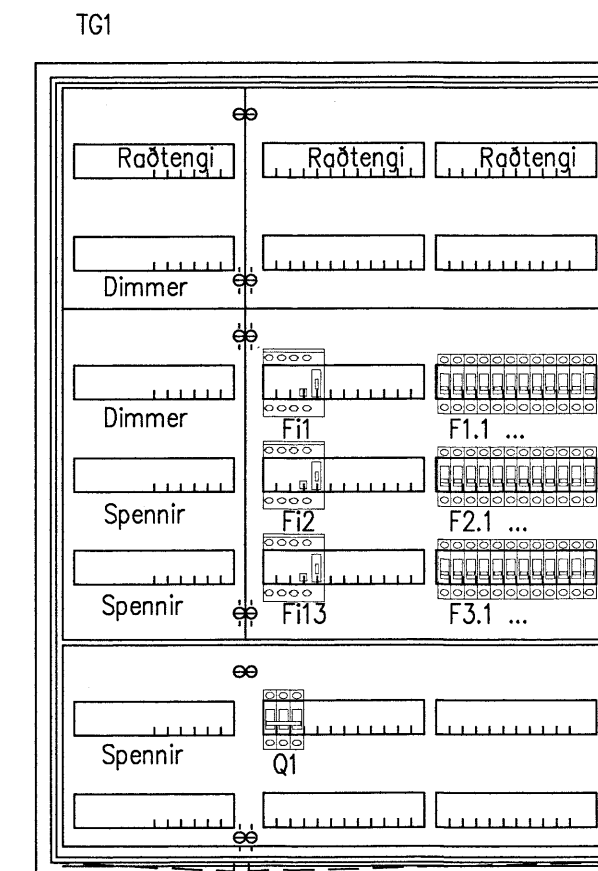 TG1
Raðtengi Raðtengi Raðtengi
Dimmer
Dimmer Fi1 F1.1 ...
Spennir Fi2 F2.1 ...
Spennir Fi13 F3.1 ...
Spennir Q1